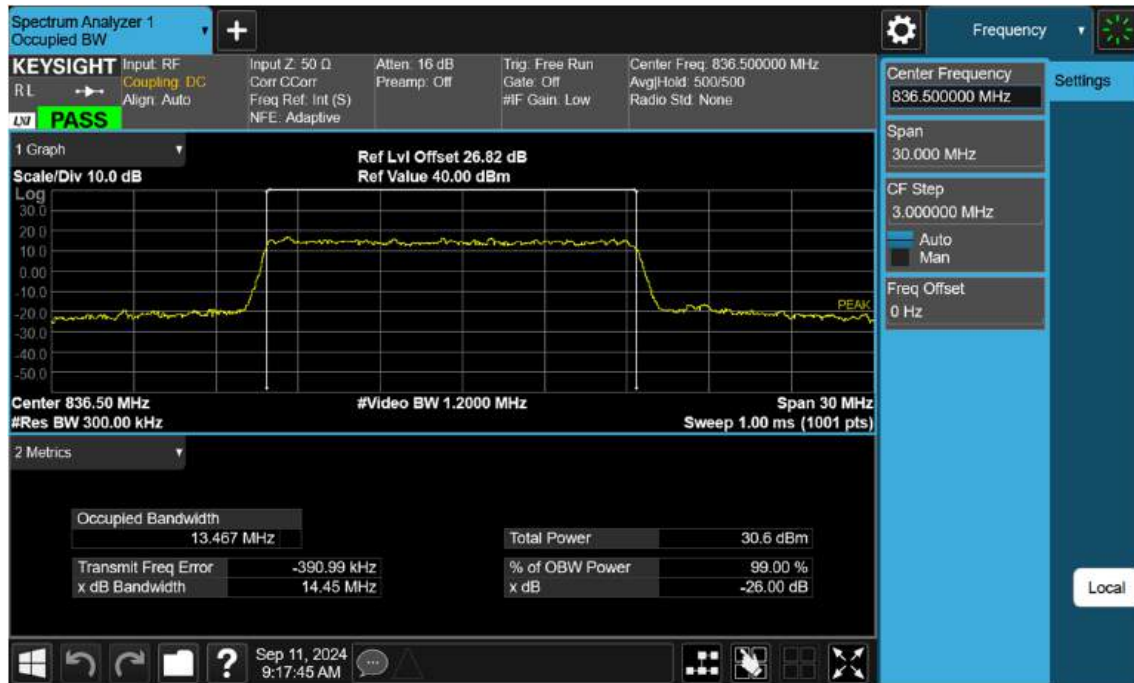 Spectrum Analyzer 1
Occupied BW
Frequency
KEYSIGHT
RL
LXI
PASS
Input: RF
Coupling: DC
Align: Auto
Input Z: 50 Ω
Corr CCorr
Freq Ref: Int (S)
NFE: Adaptive
Atten: 16 dB
Preamp: Off
Trig: Free Run
Gate: Off
#IF Gain: Low
Center Freq: 836.500000 MHz
Avg|Hold: 500/500
Radio Std: None
Center Frequency
836.500000 MHz
Settings
Span
30.000 MHz
CF Step
3.000000 MHz
Auto
Man
Freq Offset
0 Hz
Local
1 Graph
Scale/Div 10.0 dB
Ref Lvl Offset 26.82 dB
Ref Value 40.00 dBm
Log
30.0
20.0
10.0
0.00
-10.0
-20.0
-30.0
-40.0
-50.0
PEAK
Center 836.50 MHz
#Video BW 1.2000 MHz
Span 30 MHz
#Res BW 300.00 kHz
Sweep 1.00 ms (1001 pts)
2 Metrics
Occupied Bandwidth
13.467 MHz
Total Power 30.6 dBm
Transmit Freq Error -390.99 kHz
% of OBW Power 99.00 %
x dB Bandwidth 14.45 MHz
x dB -26.00 dB
?
Sep 11, 2024
9:17:45 AM